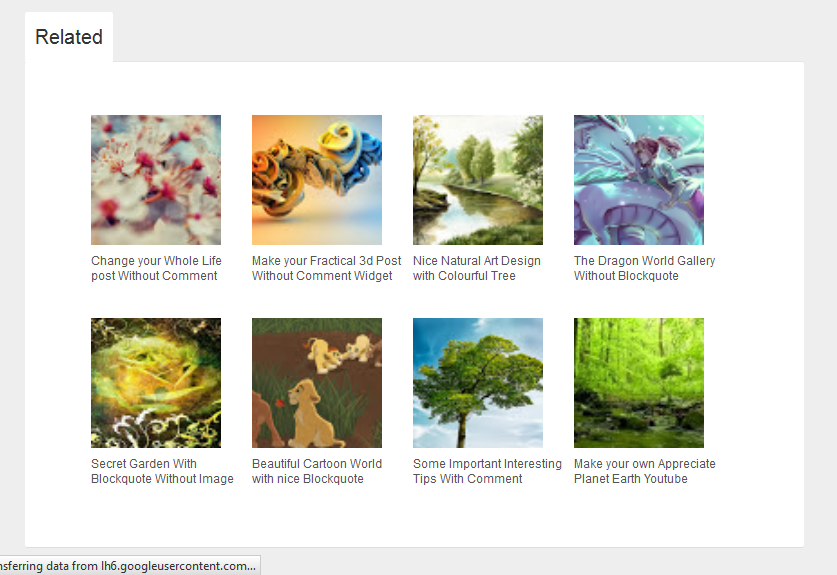 Related
Change your Whole Life
post Without Comment
Make your Fractical 3d Post
Without Comment Widget
Nice Natural Art Design
with Colourful Tree
The Dragon World Gallery
Without Blockquote
Secret Garden With
Blockquote Without Image
Beautiful Cartoon World
with nice Blockquote
Some Important Interesting
Tips With Comment
Make your own Appreciate
Planet Earth Youtube
nsferring data from lh6.googleusercontent.com...